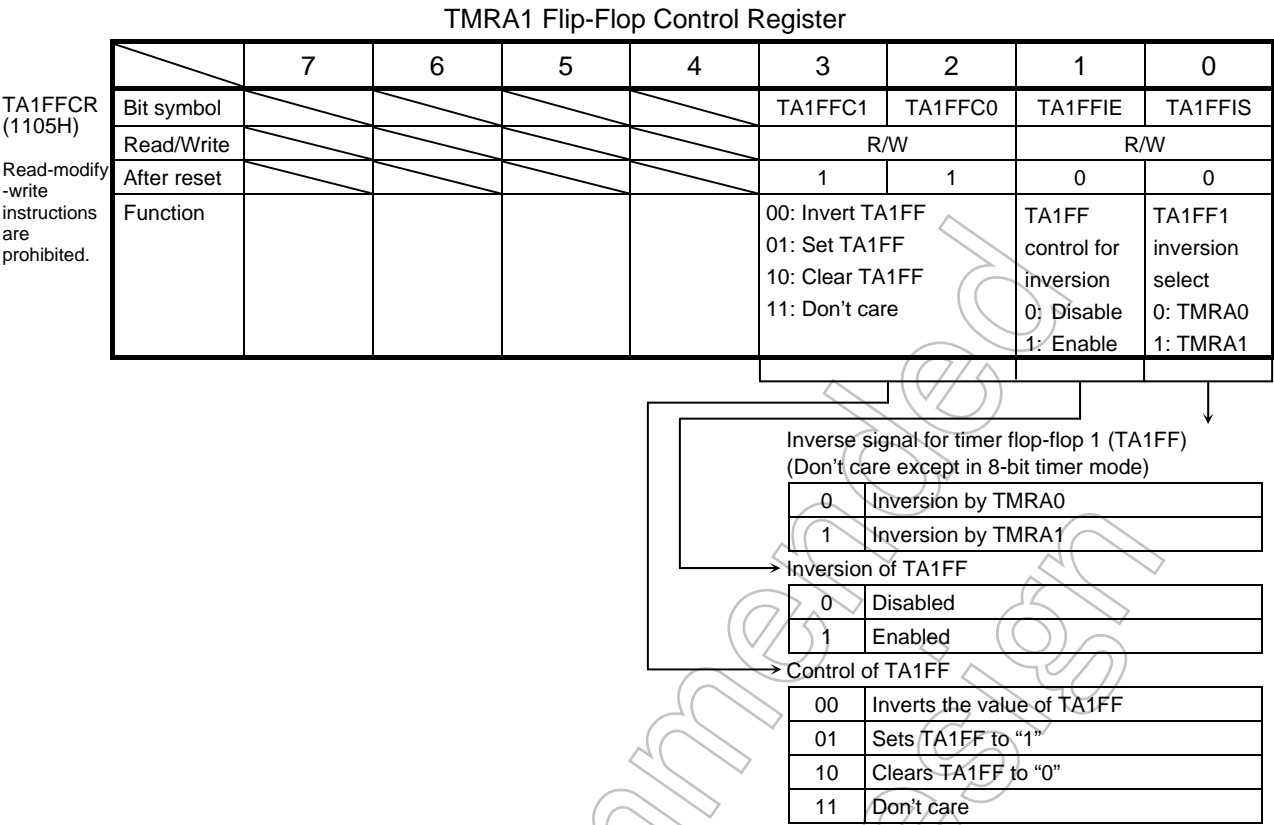 TMRA1 Flip-Flop Control Register
7 6 5 4 3 2 1 0
TA1FFCR
(1105H)
Read-modify
-write
instructions
are
prohibited.
Bit symbol TA1FFC1 TA1FFC0 TA1FFIE TA1FFIS
Read/Write R/W R/W
After reset 1 1 0 0
Function
00: Invert TA1FF
01: Set TA1FF
10: Clear TA1FF
11: Don't care
TA1FF
control for
inversion
0: Disable
1: Enable
TA1FF1
inversion
select
0: TMRA0
1: TMRA1
Inverse signal for timer flop-flop 1 (TA1FF)
(Don't care except in 8-bit timer mode)
0 Inversion by TMRA0
1 Inversion by TMRA1
Inversion of TA1FF
0 Disabled
1 Enabled
Control of TA1FF
00 Inverts the value of TA1FF
01 Sets TA1FF to “1”
10 Clears TA1FF to “0”
11 Don't care